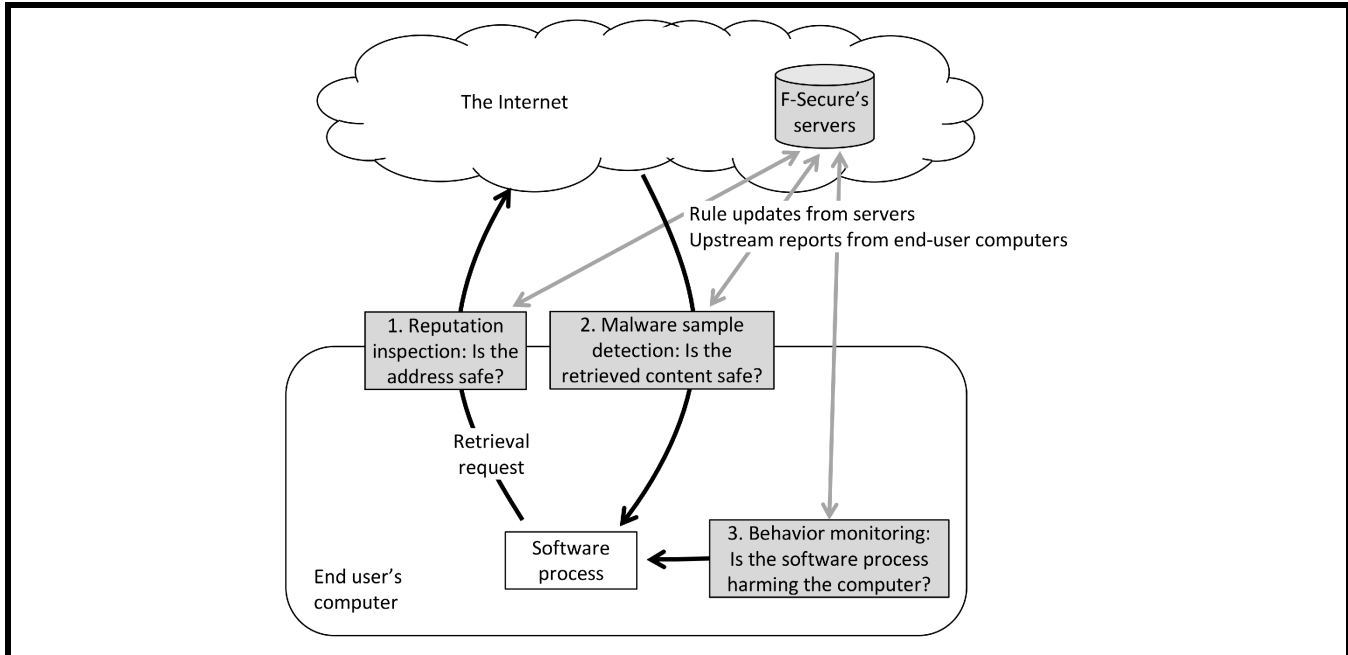 The Internet
F-Secure's
servers
Rule updates from servers
Upstream reports from end-user computers
1. Reputation
inspection: Is the
address safe?
2. Malware sample
detection: Is the
retrieved content safe?
Retrieval
request
Software
process
3. Behavior monitoring:
Is the software process
harming the computer?
End user's
computer